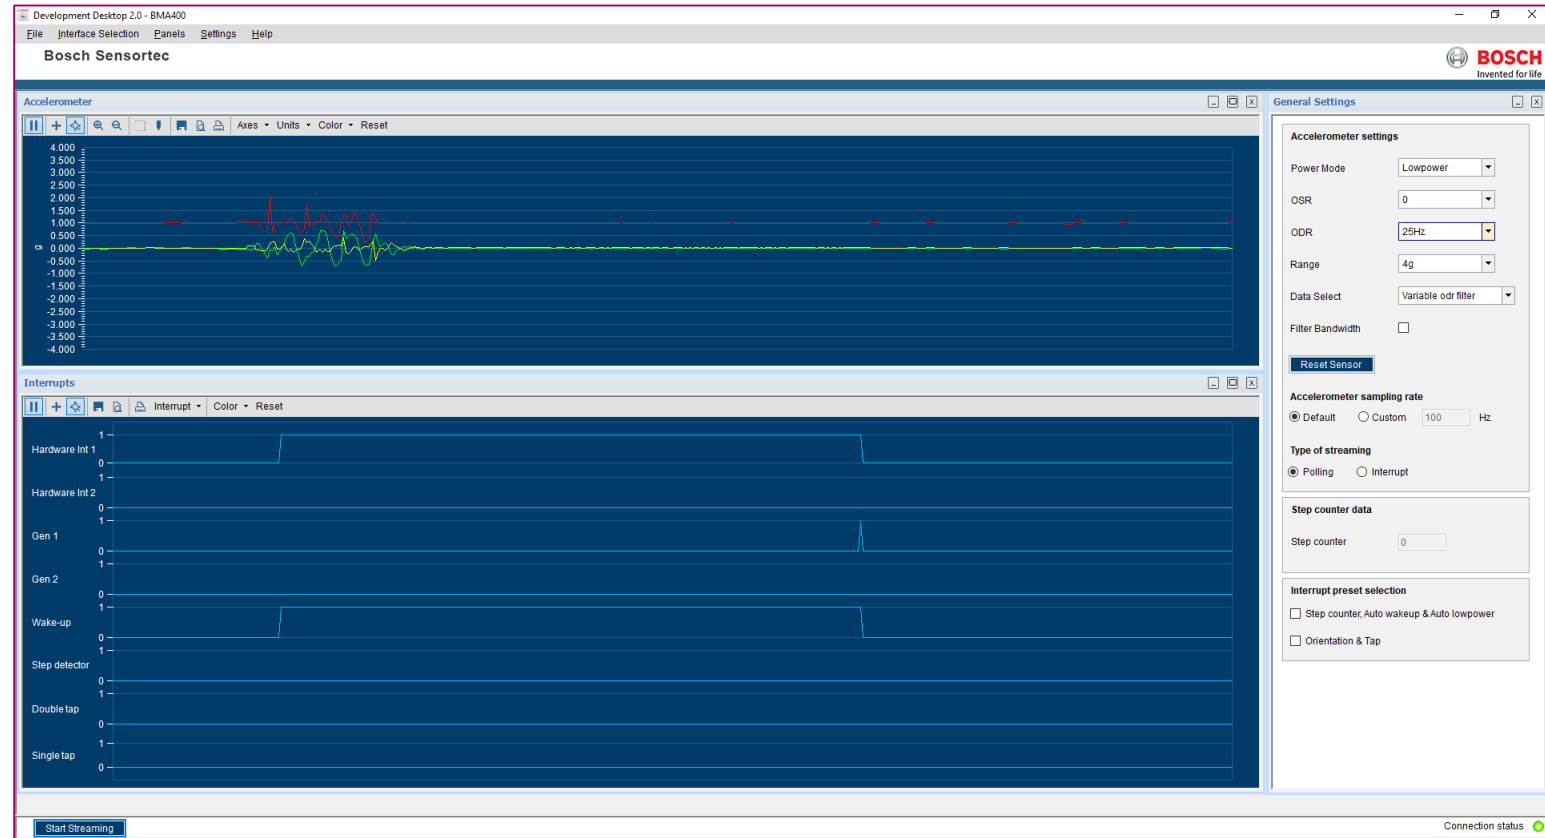 Development Desktop 2.0 - BMA400
File Interface Selection Panels Settings Help
Bosch Sensortec
BOSCH
Invented for life
Accelerometer
Axes Units Color Reset
4.000
3.500
3.000
2.500
2.000
1.500
1.000
0.500
0.000
-0.500
-1.000
-1.500
-2.000
-2.500
-3.000
-3.500
-4.000
g
Interrupts
Interrupt Color Reset
Hardware Int 1
1
0
Hardware Int 2
1
0
Gen 1
1
0
Gen 2
1
0
Wake-up
1
0
Step detector
1
0
Double tap
1
0
Single tap
1
0
General Settings
Accelerometer settings
Power Mode Lowpower
OSR 0
ODR 25Hz
Range 4g
Data Select Variable odr filter
Filter Bandwidth
Reset Sensor
Accelerometer sampling rate
Default Custom 100 Hz
Type of streaming
Polling Interrupt
Step counter data
Step counter 0
Interrupt preset selection
Step counter, Auto wakeup & Auto lowpower
Orientation & Tap
Start Streaming
Connection status